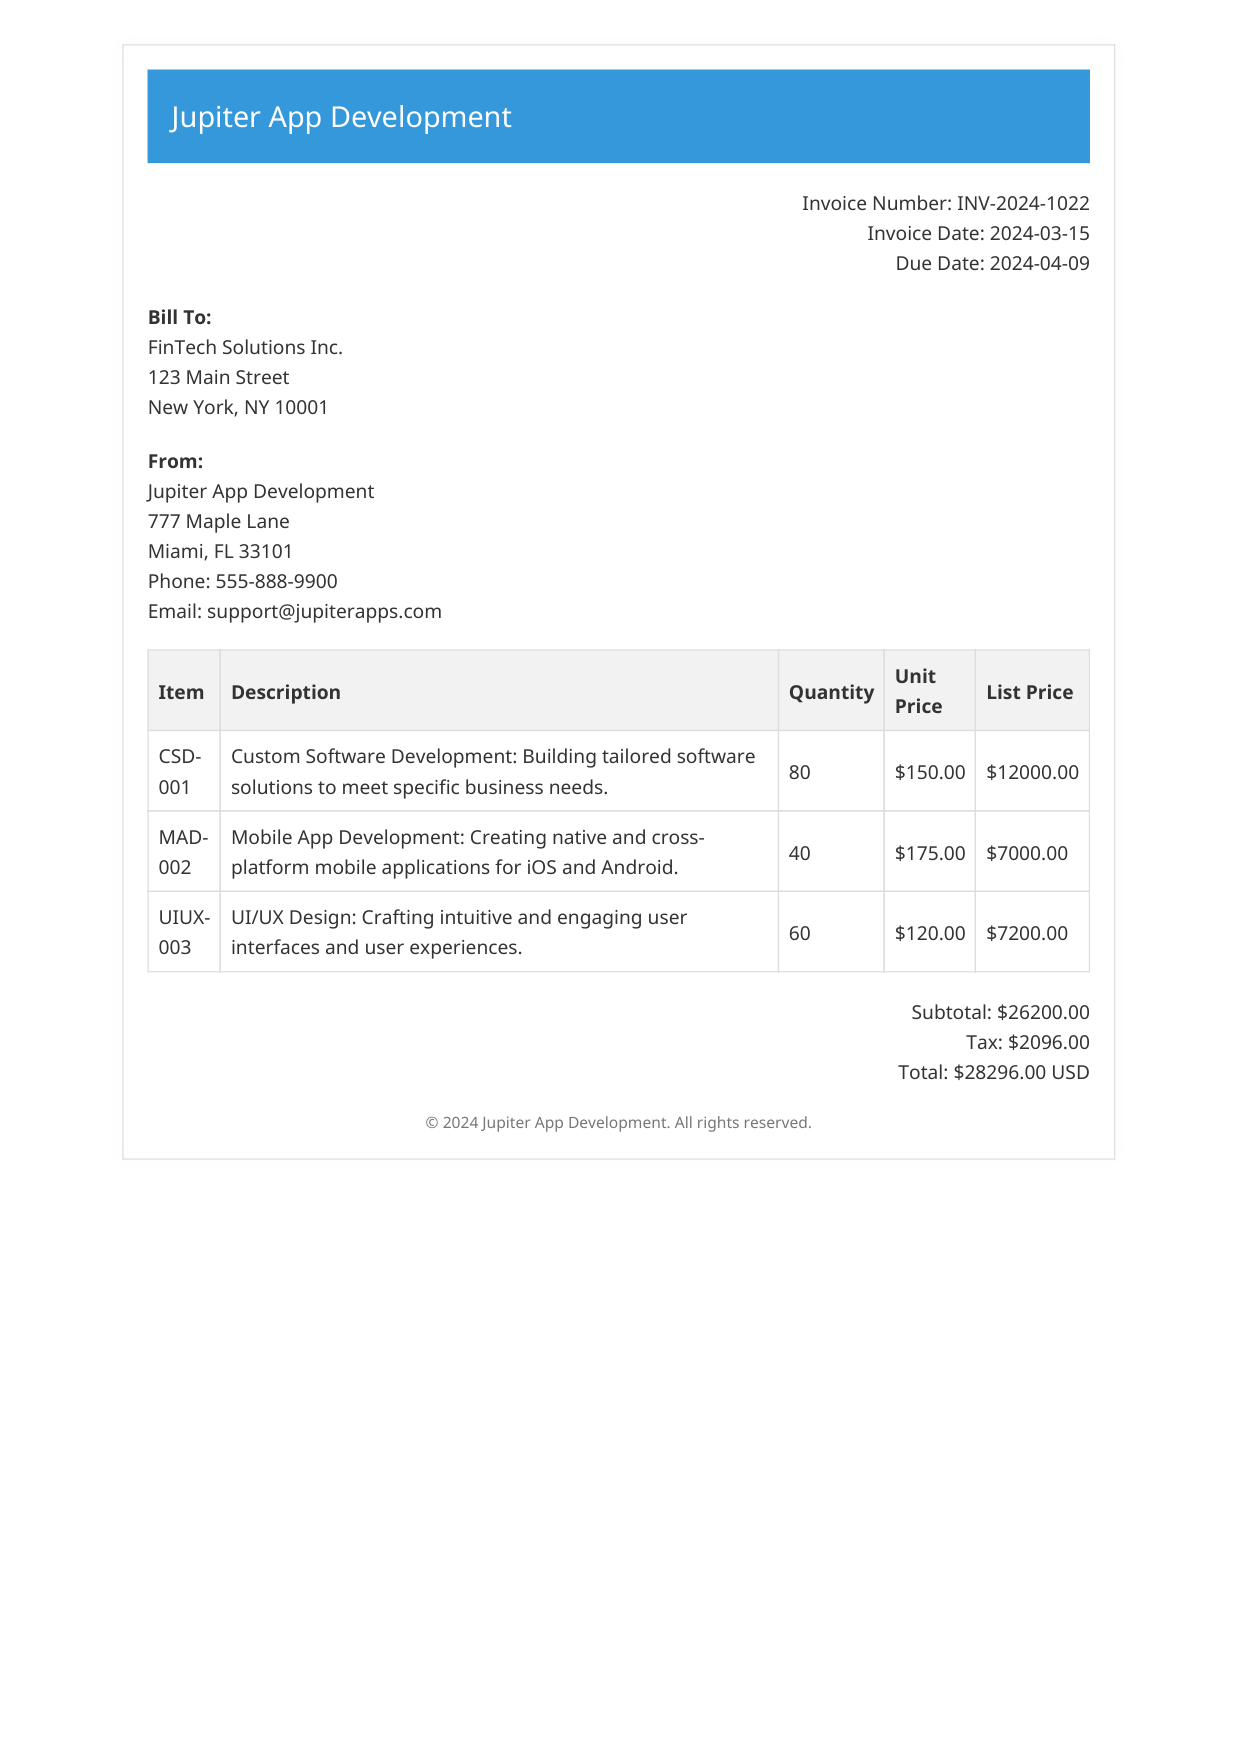 Jupiter App Development
Invoice Number: INV-2024-1022
Invoice Date: 2024-03-15
Due Date: 2024-04-09
Bill To:
FinTech Solutions Inc.
123 Main Street
New York, NY 10001
From:
Jupiter App Development
777 Maple Lane
Miami, FL 33101
Phone: 555-888-9900
Email: support@jupiterapps.com
Item Description Quantity Unit Price List Price
CSD-001 Custom Software Development: Building tailored software
solutions to meet specific business needs. 80 $150.00 $12000.00
MAD-002 Mobile App Development: Creating native and cross-
platform mobile applications for iOS and Android. 40 $175.00 $7000.00
UIUX-003 UI/UX Design: Crafting intuitive and engaging user
interfaces and user experiences. 60 $120.00 $7200.00
Subtotal: $26200.00
Tax: $2096.00
Total: $28296.00 USD
© 2024 Jupiter App Development. All rights reserved.